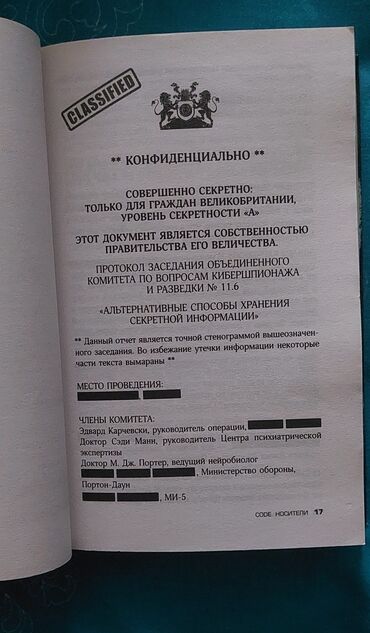 CLASSIFIED
** КОНФИДЕНЦИАЛЬНО **
СОВЕРШЕННО СЕКРЕТНО:
ТОЛЬКО ДЛЯ ГРАЖДАН ВЕЛИКОБРИТАНИИ,
УРОВЕНЬ СЕКРЕТНОСТИ «А»
ЭТОТ ДОКУМЕНТ ЯВЛЯЕТСЯ СОБСТВЕННОСТЬЮ
ПРАВИТЕЛЬСТВА ЕГО ВЕЛИЧЕСТВА.
ПРОТОКОЛ ЗАСЕДАНИЯ ОБЪЕДИНЕННОГО
КОМИТЕТА ПО ВОПРОСАМ КИБЕРШПИОНАЖА
И РАЗВЕДКИ № 11.6
«АЛЬТЕРНАТИВНЫЕ СПОСОБЫ ХРАНЕНИЯ
СЕКРЕТНОЙ ИНФОРМАЦИИ»
** Данный отчет является точной стенограммой вышеозначен-
ного заседания. Во избежание утечки информации некоторые
части текста вымараны **
МЕСТО ПРОВЕДЕНИЯ:
ЧЛЕНЫ КОМИТЕТА:
Эдвард Карчевски, руководитель операции,
Доктор Сэди Манн, руководитель Центра психиатрической
экспертизы
Доктор М. Дж. Портер, ведущий нейробиолог
, Министерство обороны,
Портон-Даун
, МИ-5
CODE. НОСИТЕЛИ 17